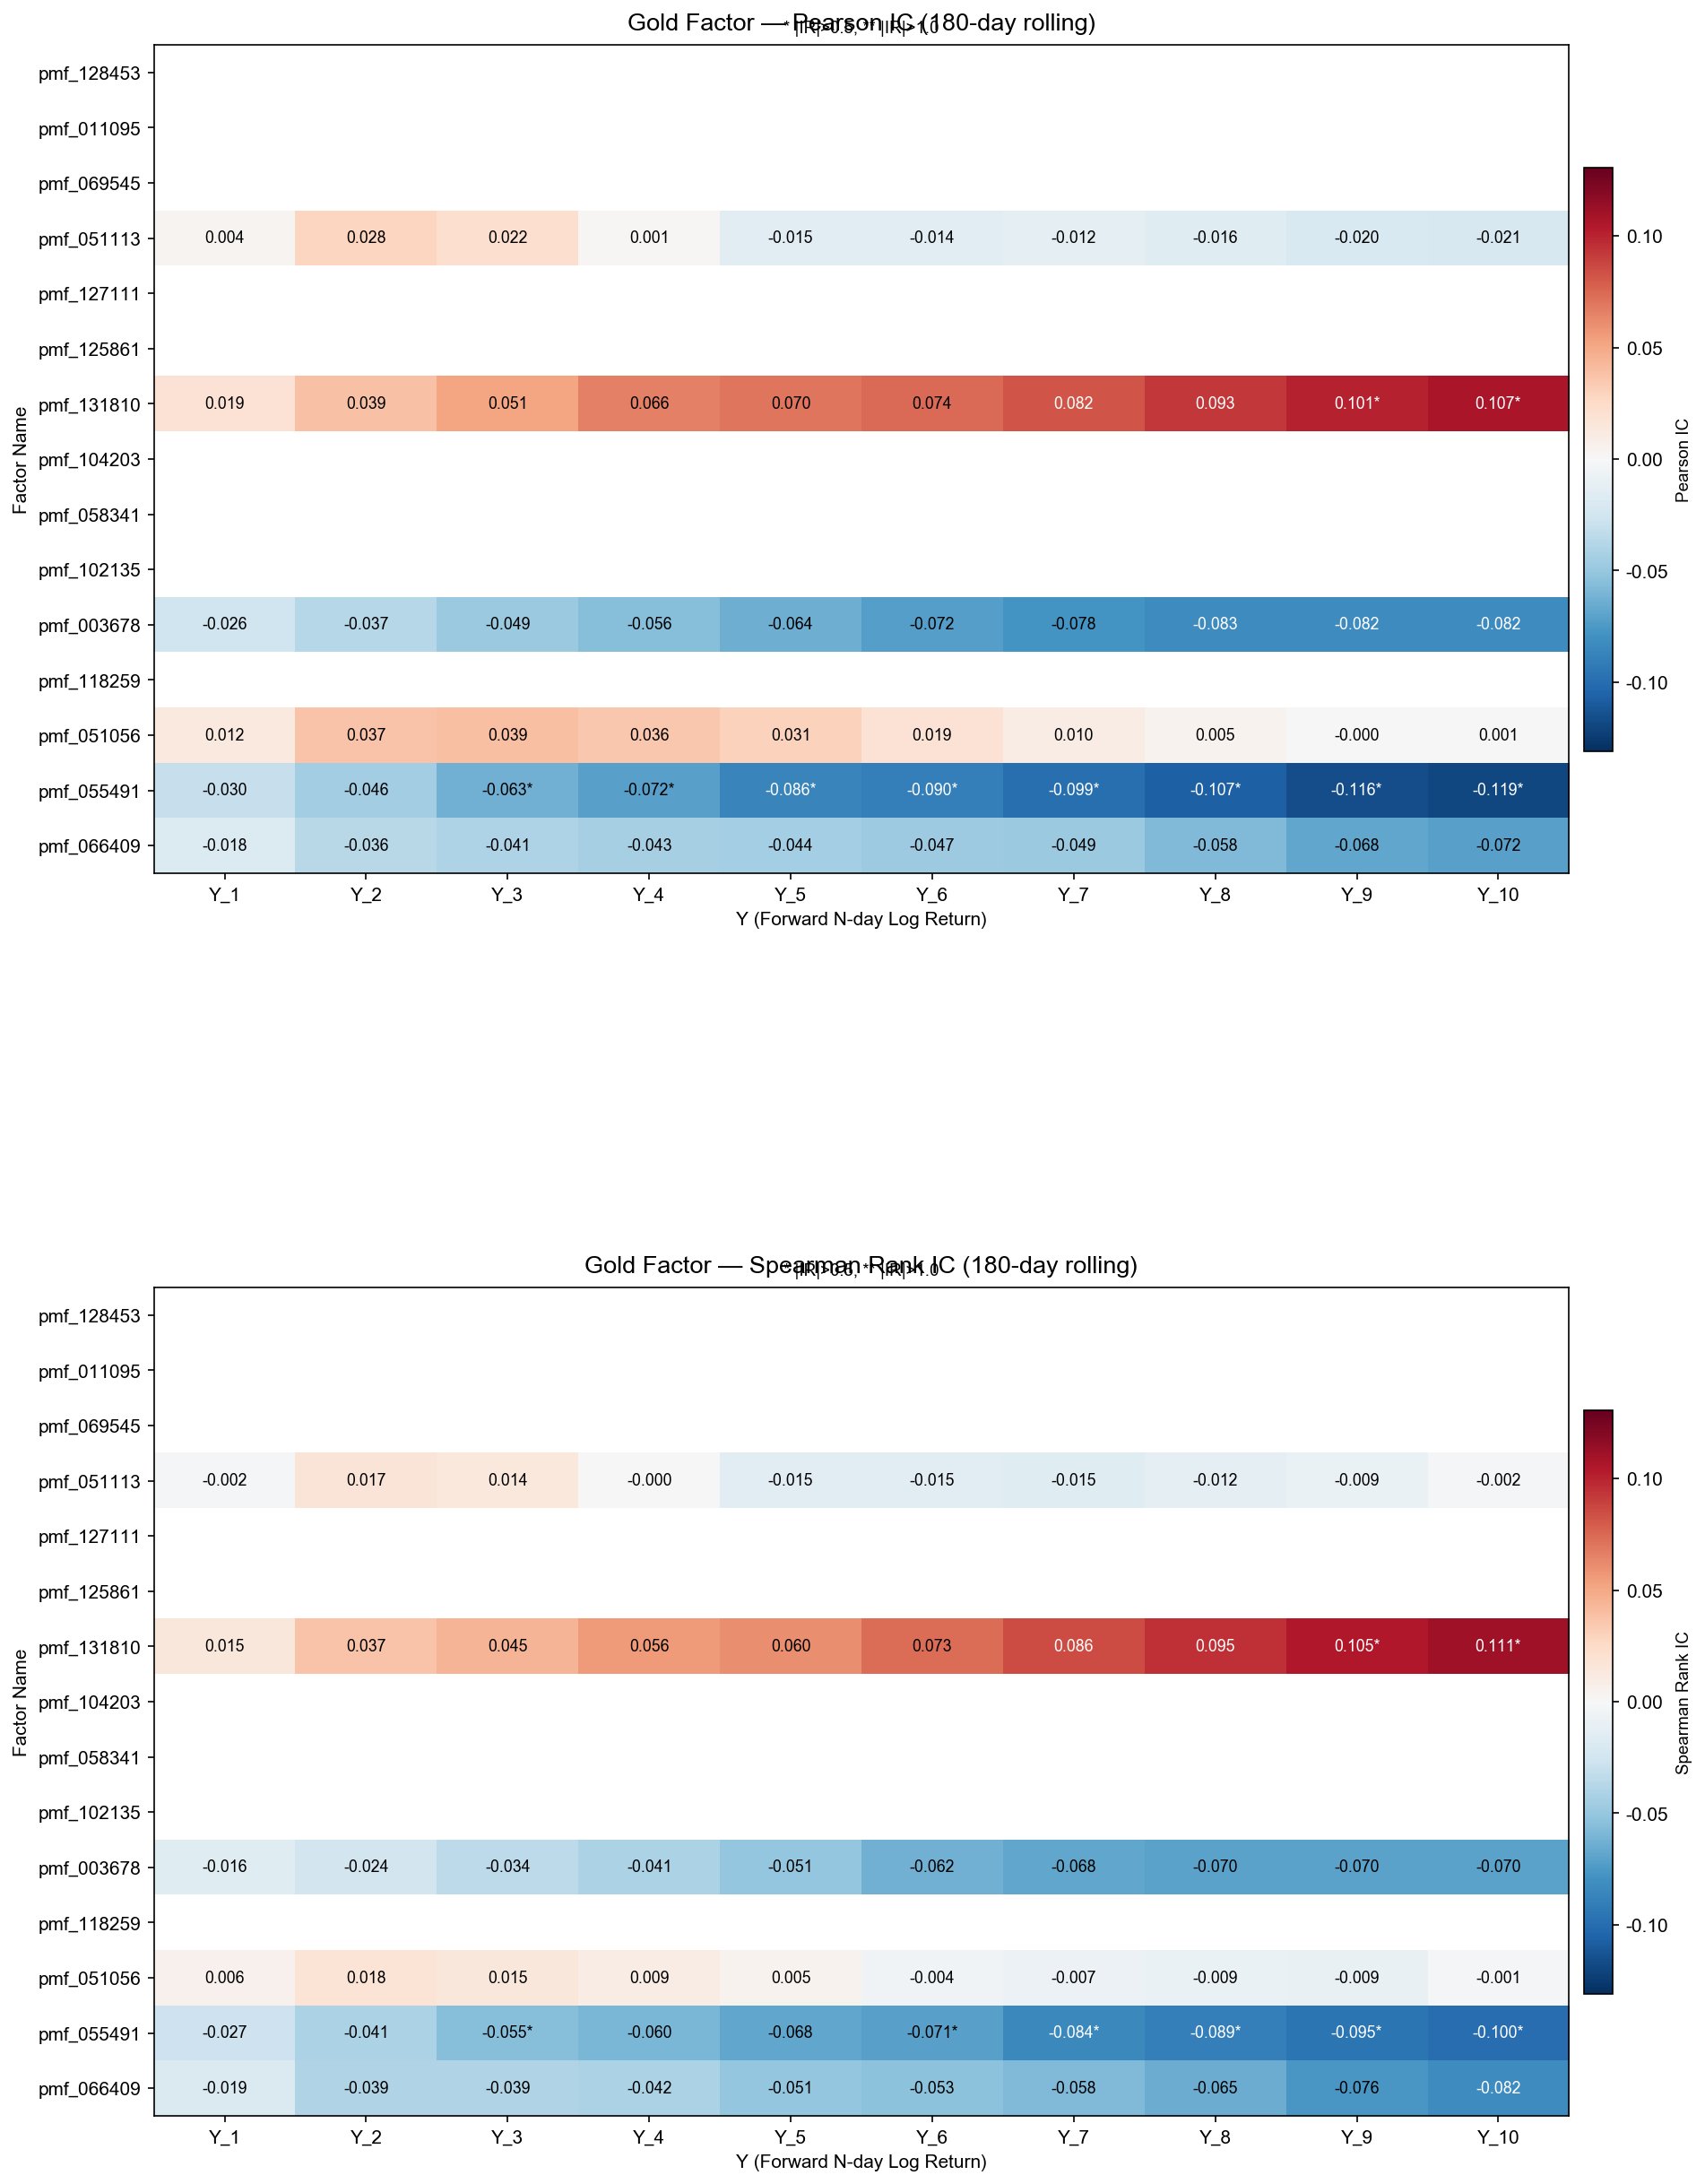 Gold Factor — Pearson IC (180-day rolling)
* |IR|>0.5, ** |IR|>1.0
Factor Name
pmf_128453
pmf_011095
pmf_069545
pmf_051113 0.004 0.028 0.022 0.001 -0.015 -0.014 -0.012 -0.016 -0.020 -0.021
pmf_127111
pmf_125861
pmf_131810 0.019 0.039 0.051 0.066 0.070 0.074 0.082 0.093 0.101* 0.107*
pmf_104203
pmf_058341
pmf_102135
pmf_003678 -0.026 -0.037 -0.049 -0.056 -0.064 -0.072 -0.078 -0.083 -0.082 -0.082
pmf_118259
pmf_051056 0.012 0.037 0.039 0.036 0.031 0.019 0.010 0.005 -0.000 0.001
pmf_055491 -0.030 -0.046 -0.063* -0.072* -0.086* -0.090* -0.099* -0.107* -0.116* -0.119*
pmf_066409 -0.018 -0.036 -0.041 -0.043 -0.044 -0.047 -0.049 -0.058 -0.068 -0.072
Y_1 Y_2 Y_3 Y_4 Y_5 Y_6 Y_7 Y_8 Y_9 Y_10
Y (Forward N-day Log Return)
0.10
0.05
0.00
-0.05
-0.10
Pearson IC
Gold Factor — Spearman Rank IC (180-day rolling)
* |IR|>0.5, ** |IR|>1.0
Factor Name
pmf_128453
pmf_011095
pmf_069545
pmf_051113 -0.002 0.017 0.014 -0.000 -0.015 -0.015 -0.015 -0.012 -0.009 -0.002
pmf_127111
pmf_125861
pmf_131810 0.015 0.037 0.045 0.056 0.060 0.073 0.086 0.095 0.105* 0.111*
pmf_104203
pmf_058341
pmf_102135
pmf_003678 -0.016 -0.024 -0.034 -0.041 -0.051 -0.062 -0.068 -0.070 -0.070 -0.070
pmf_118259
pmf_051056 0.006 0.018 0.015 0.009 0.005 -0.004 -0.007 -0.009 -0.009 -0.001
pmf_055491 -0.027 -0.041 -0.055* -0.060 -0.068 -0.071* -0.084* -0.089* -0.095* -0.100*
pmf_066409 -0.019 -0.039 -0.039 -0.042 -0.051 -0.053 -0.058 -0.065 -0.076 -0.082
Y_1 Y_2 Y_3 Y_4 Y_5 Y_6 Y_7 Y_8 Y_9 Y_10
Y (Forward N-day Log Return)
0.10
0.05
0.00
-0.05
-0.10
Spearman Rank IC